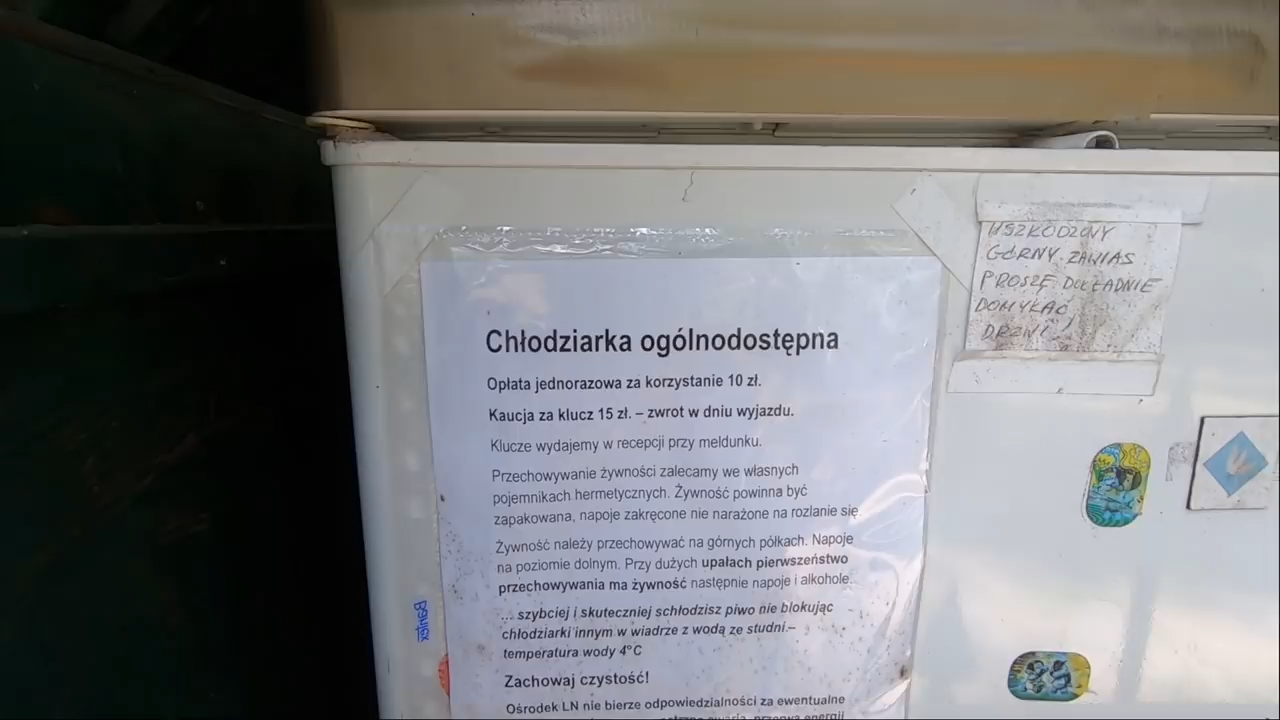 Chłodziarka ogólnodostępna
Opłata jednorazowa za korzystanie 10 zł.
Kaucja za klucz 15 zł. – zwrot w dniu wyjazdu.
Klucze wydajemy w recepcji przy meldunku.
Przechowywanie żywności zalecamy we własnych
pojemnikach hermetycznych. Żywność powinna być
zapakowana, napoje zakręcone nie narażone na rozlanie się.
Żywność należy przechowywać na górnych półkach. Napoje
na poziomie dolnym. Przy dużych upałach pierwszeństwo
przechowywania ma żywność następnie napoje i alkohole.
... szybciej i skuteczniej schłodzisz piwo nie blokując
chłodziarki innym w wiadrze z wodą ze studni.–
temperatura wody 4°C
Zachowaj czystość!
Ośrodek LN nie bierze odpowiedzialności za ewentualne
awaria, przerwa energii
USZKODZONY
GÓRNY ZAWIAS
PROSZĘ DOKŁADNIE
DOMYKAĆ
DRZWI!
Bantex